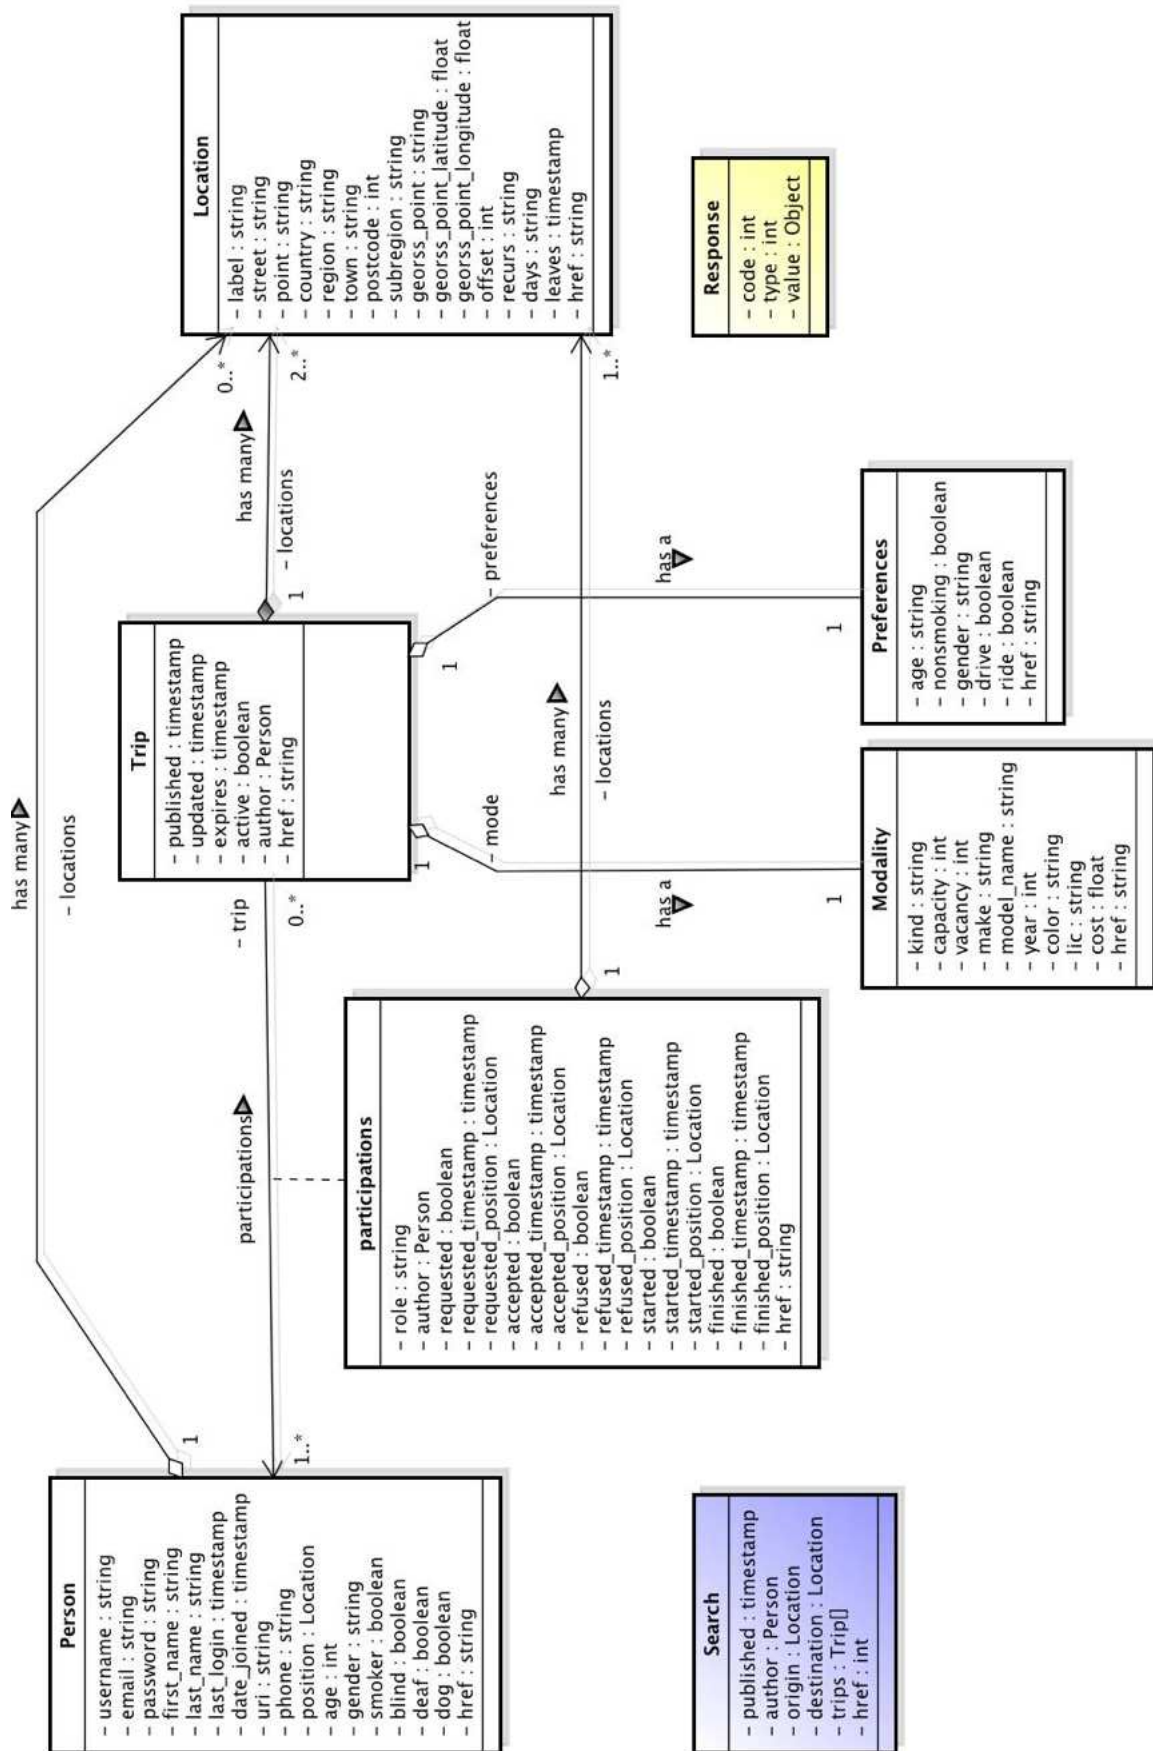 has many
– locations
Person
– username : string
– email : string
– password : string
– first_name : string
– last_name : string
– last_login : timestamp
– date_joined : timestamp
– uri : string
– phone : string
– position : Location
– age : int
– gender : string
– smoker : boolean
– blind : boolean
– deaf : boolean
– dog : boolean
– href : string
1
1..*
participations
– trip
0..*
Trip
– published : timestamp
– updated : timestamp
– expires : timestamp
– active : boolean
– author : Person
– href : string
1
has many
– locations
0..*
2..*
Location
– label : string
– street : string
– point : string
– country : string
– region : string
– town : string
– postcode : int
– subregion : string
– georss_point : string
– georss_point_latitude : float
– georss_point_longitude : float
– offset : int
– recurs : string
– days : string
– leaves : timestamp
– href : string
participations
– role : string
– author : Person
– requested : boolean
– requested_timestamp : timestamp
– requested_position : Location
– accepted : boolean
– accepted_timestamp : timestamp
– accepted_position : Location
– refused : boolean
– refused_timestamp : timestamp
– refused_position : Location
– started : boolean
– started_timestamp : timestamp
– started_position : Location
– finished : boolean
– finished_timestamp : timestamp
– finished_position : Location
– href : string
1
1
– mode
1
– preferences
has many
– locations
1..*
has a
1
has a
1
Search
– published : timestamp
– author : Person
– origin : Location
– destination : Location
– trips : Trip[]
– href : int
Modality
– kind : string
– capacity : int
– vacancy : int
– make : string
– model_name : string
– year : int
– color : string
– lic : string
– cost : float
– href : string
Preferences
– age : string
– nonsmoking : boolean
– gender : string
– drive : boolean
– ride : boolean
– href : string
Response
– code : int
– type : int
– value : Object